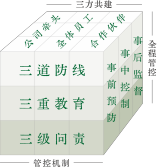 三方共建
公司牵头
全体员工
合作伙伴
三道防线
三重教育
三级问责
事前预防
事中控制
事后监督
全程管控
管控机制